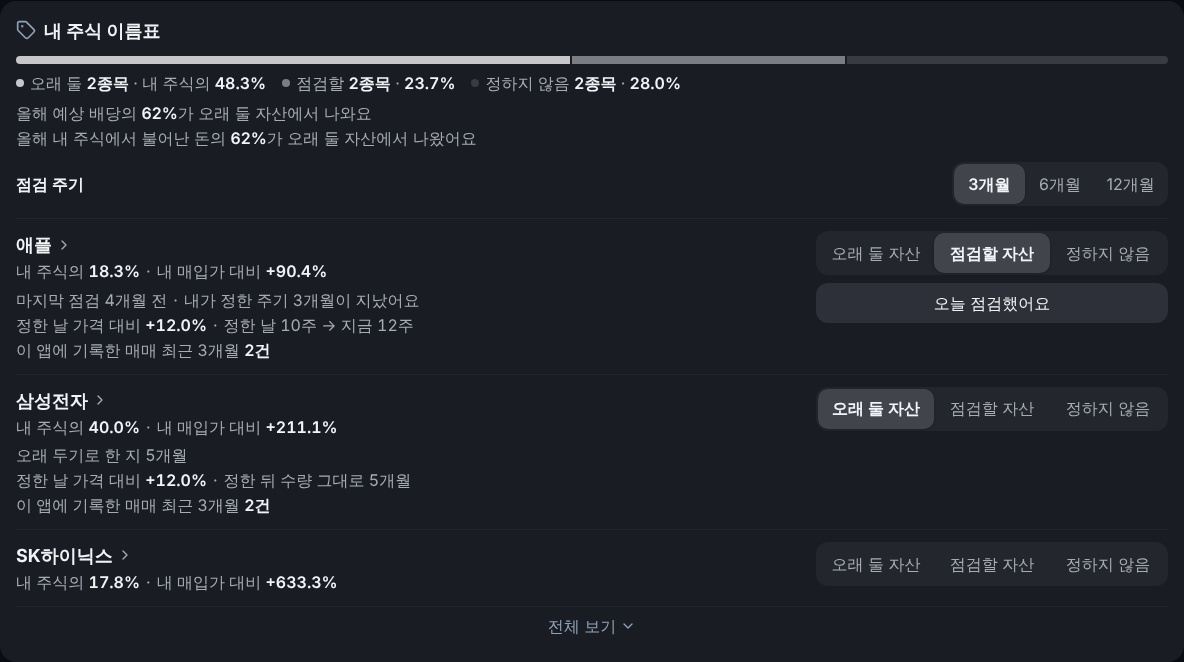 내 주식 이름표
오래 둘 2종목 · 내 주식의 48.3% 점검할 2종목 · 23.7% 정하지 않음 2종목 · 28.0%
올해 예상 배당의 62%가 오래 둘 자산에서 나와요
올해 내 주식에서 불어난 돈의 62%가 오래 둘 자산에서 나왔어요
점검 주기 3개월 6개월 12개월
애플 >
오래 둘 자산 점검할 자산 정하지 않음
내 주식의 18.3% · 내 매입가 대비 +90.4%
마지막 점검 4개월 전 · 내가 정한 주기 3개월이 지났어요
오늘 점검했어요
정한 날 가격 대비 +12.0% · 정한 날 10주 → 지금 12주
이 앱에 기록한 매매 최근 3개월 2건
삼성전자 >
오래 둘 자산 점검할 자산 정하지 않음
내 주식의 40.0% · 내 매입가 대비 +211.1%
오래 두기로 한 지 5개월
정한 날 가격 대비 +12.0% · 정한 뒤 수량 그대로 5개월
이 앱에 기록한 매매 최근 3개월 2건
SK하이닉스 >
오래 둘 자산 점검할 자산 정하지 않음
내 주식의 17.8% · 내 매입가 대비 +633.3%
전체 보기